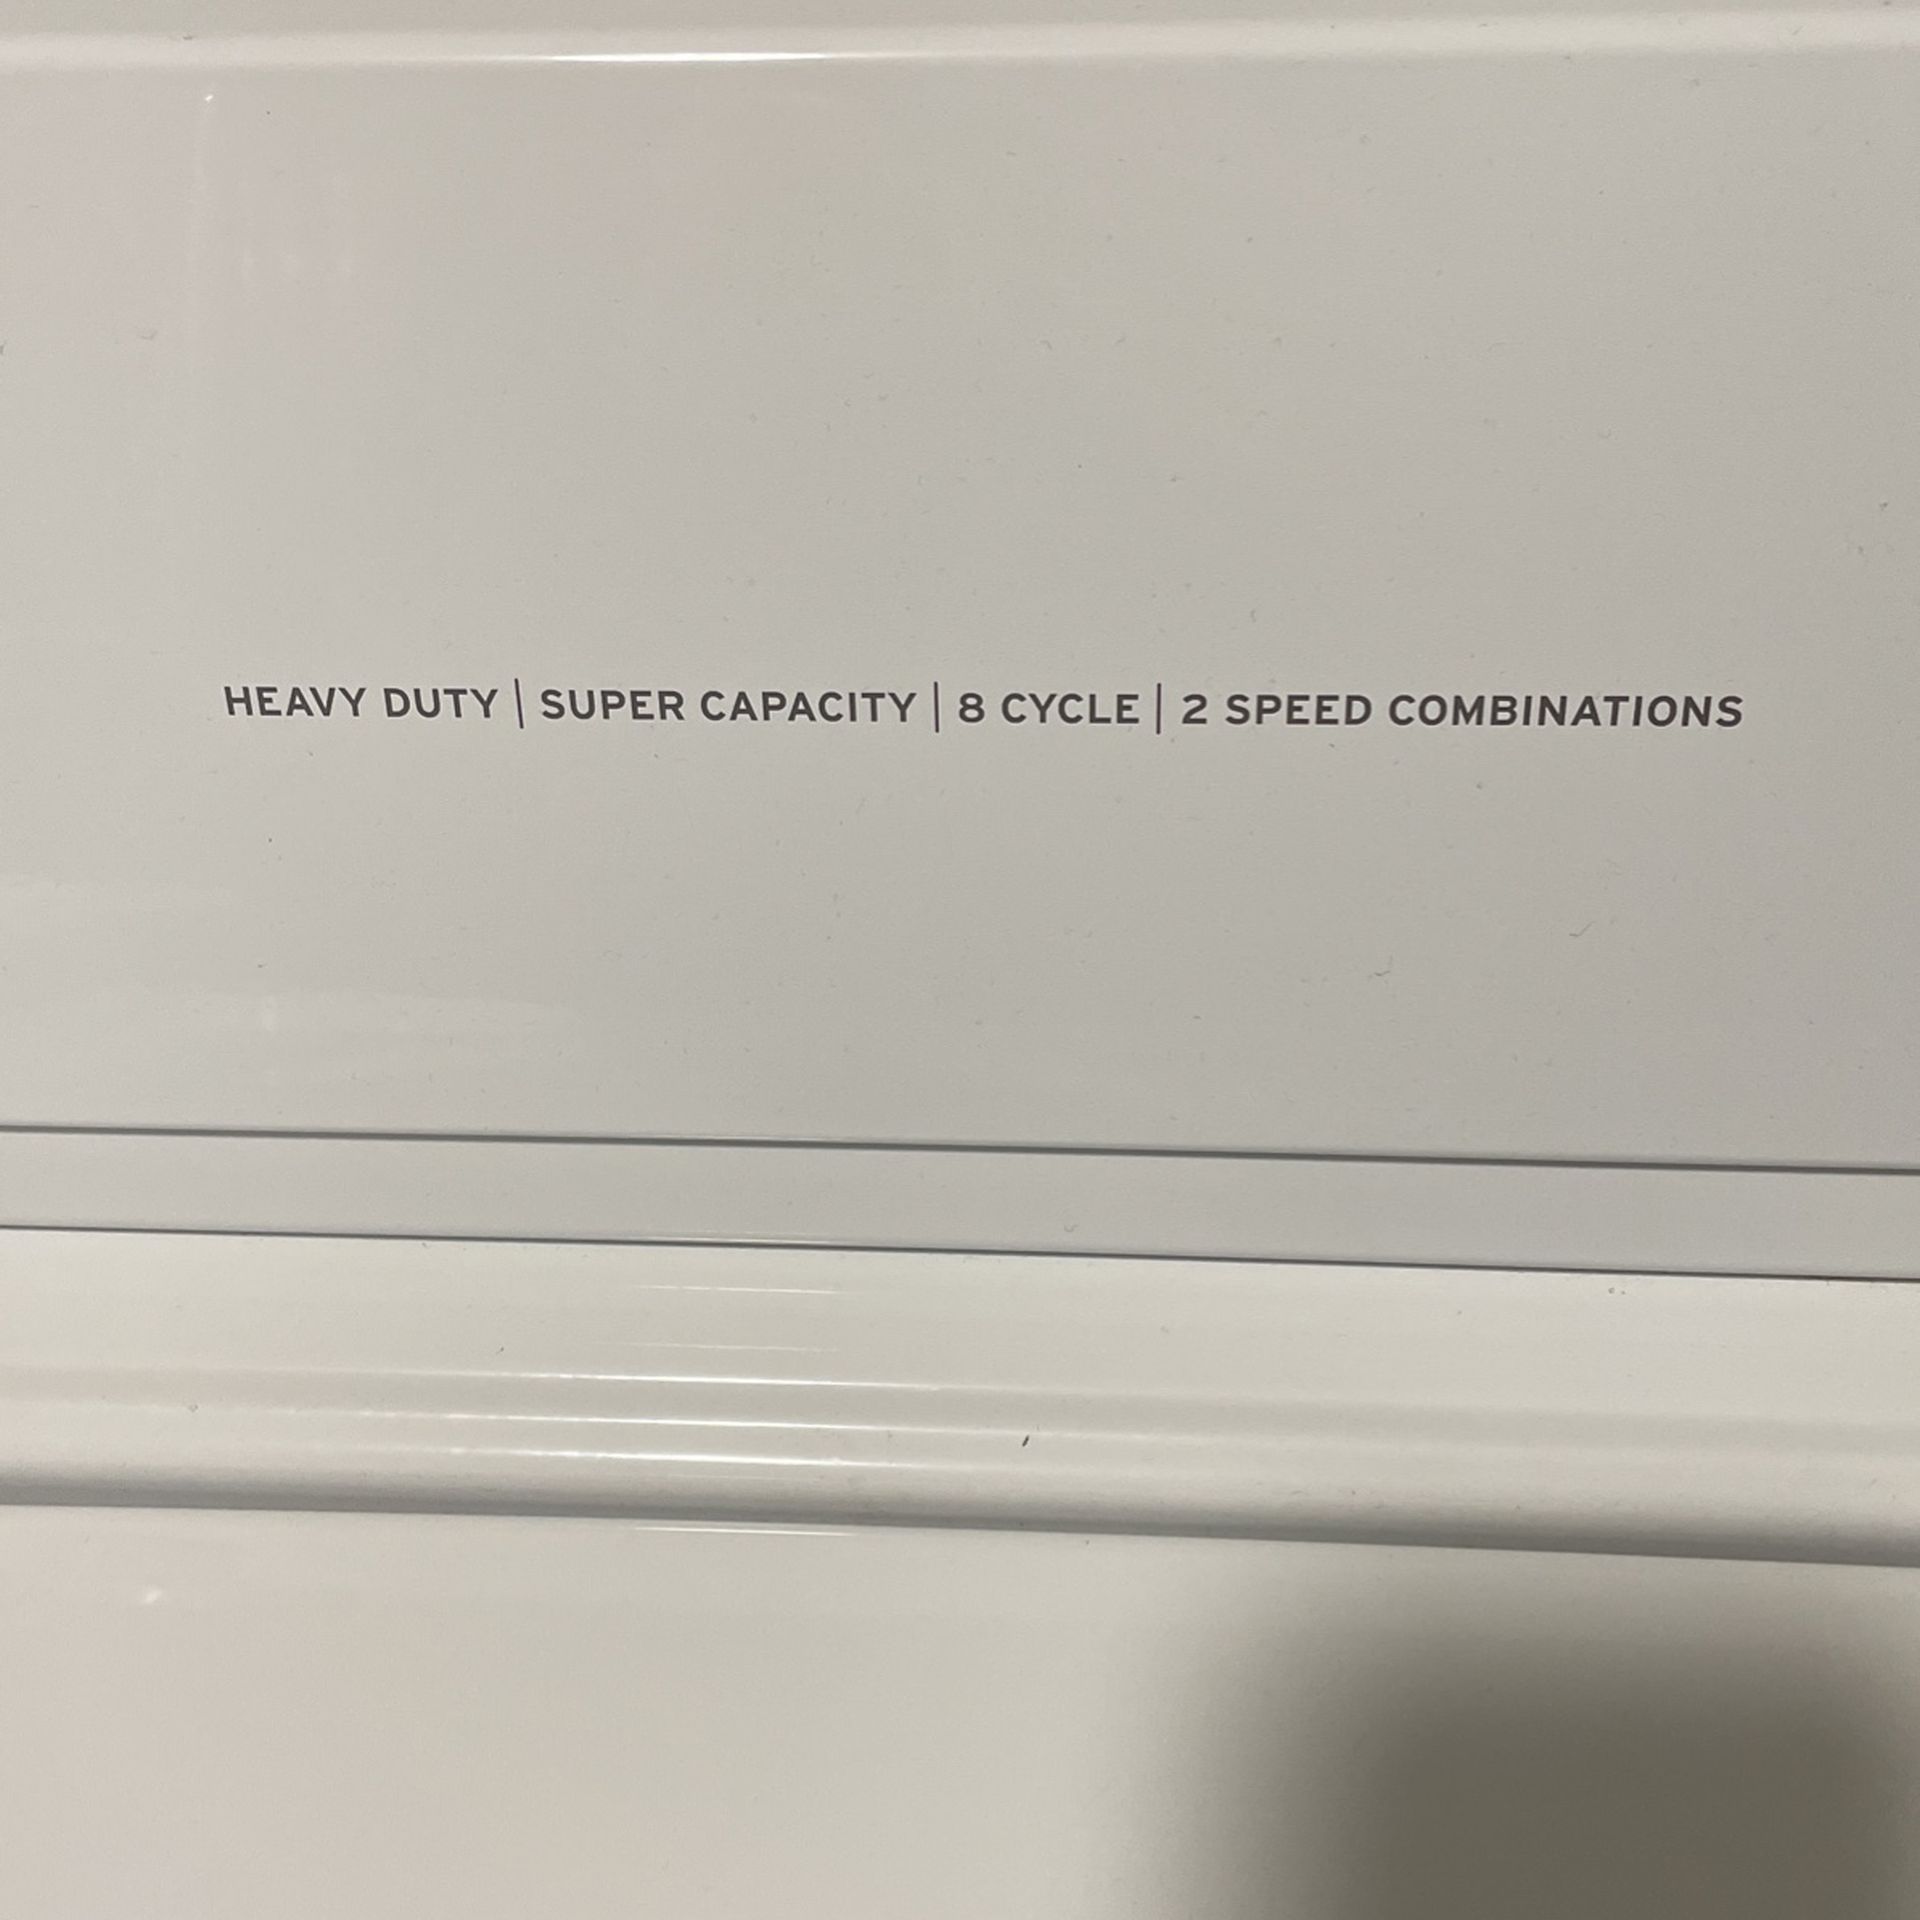 HEAVY DUTY | SUPER CAPACITY | 8 CYCLE | 2 SPEED COMBINATIONS